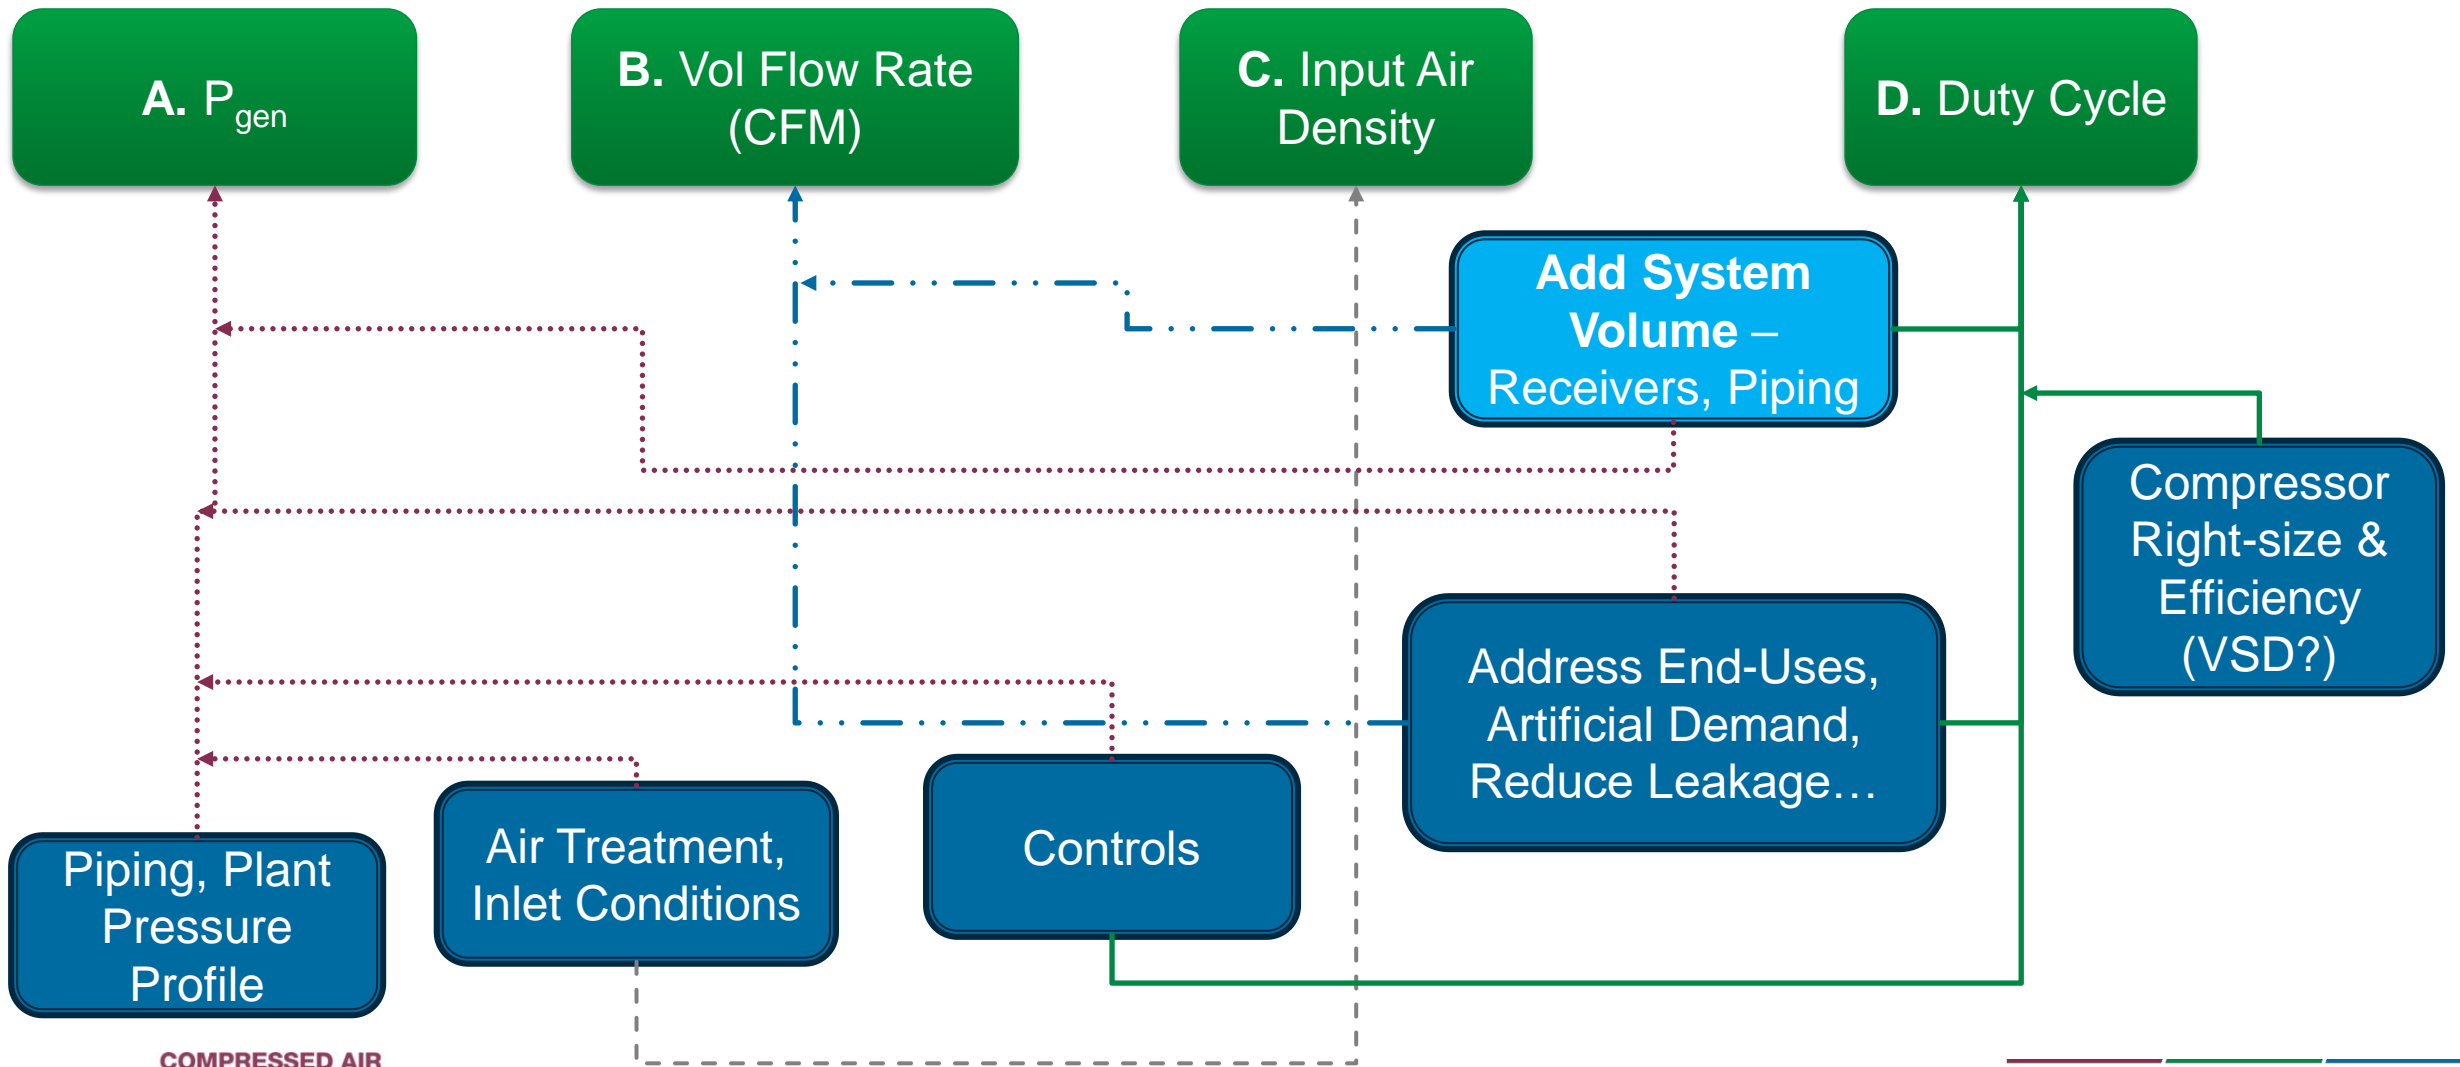 A. Pgen
B. Vol Flow Rate
(CFM)
C. Input Air
Density
D. Duty Cycle
Add System
Volume –
Receivers, Piping
Compressor
Right-size &
Efficiency
(VSD?)
Address End-Uses,
Artificial Demand,
Reduce Leakage…
Controls
Air Treatment,
Inlet Conditions
Piping, Plant
Pressure
Profile
COMPRESSED AIR